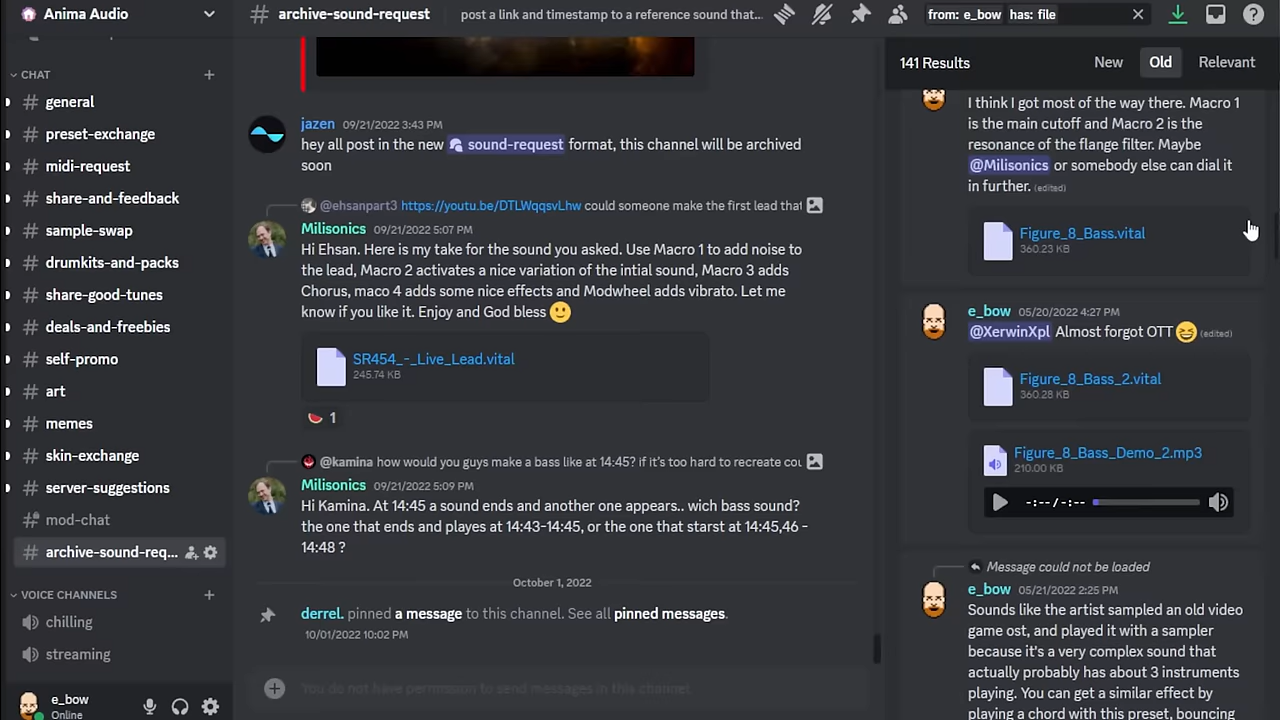 Anima Audio
# archive-sound-request
post a link and timestamp to a reference sound that...
from: e_bow has: file
CHAT
# general
# preset-exchange
# midi-request
# share-and-feedback
# sample-swap
# drumkits-and-packs
# share-good-tunes
# deals-and-freebies
# self-promo
# art
# memes
# skin-exchange
# server-suggestions
# mod-chat
# archive-sound-req...
VOICE CHANNELS
chilling
streaming
e_bow
Online
jazen 09/21/2022 3:43 PM
hey all post in the new sound-request format, this channel will be archived
soon
@ehsanpart3 https://youtu.be/DTLWqqsvLhw could someone make the first lead that
Milisonics 09/21/2022 5:07 PM
Hi Ehsan. Here is my take for the sound you asked. Use Macro 1 to add noise to
the lead, Macro 2 activates a nice variation of the intial sound, Macro 3 adds
Chorus, maco 4 adds some nice effects and Modwheel adds vibrato. Let me
know if you like it. Enjoy and God bless 🙂
SR454_-_Live_Lead.vital
245.74 KB
🍉 1
@kamina how would you guys make a bass like at 14:45? if it's too hard to recreate cou
Milisonics 09/21/2022 5:09 PM
Hi Kamina. At 14:45 a sound ends and another one appears.. wich bass sound?
the one that ends and playes at 14:43-14:45, or the one that starst at 14:45,46 -
14:48 ?
October 1, 2022
derrel. pinned a message to this channel. See all pinned messages.
10/01/2022 10:02 PM
You do not have permission to send messages in this channel.
141 Results
New
Old
Relevant
I think I got most of the way there. Macro 1
is the main cutoff and Macro 2 is the
resonance of the flange filter. Maybe
@Milisonics or somebody else can dial it
in further. (edited)
Figure_8_Bass.vital
360.23 KB
e_bow 05/20/2022 4:27 PM
@XerwinXpl Almost forgot OTT 😆 (edited)
Figure_8_Bass_2.vital
360.28 KB
Figure_8_Bass_Demo_2.mp3
210.00 KB
-:--/-:--
Message could not be loaded
e_bow 05/21/2022 2:25 PM
Sounds like the artist sampled an old video
game ost, and played it with a sampler
because it's a very complex sound that
actually probably has about 3 instruments
playing. You can get a similar effect by
playing a chord with this preset, bouncing